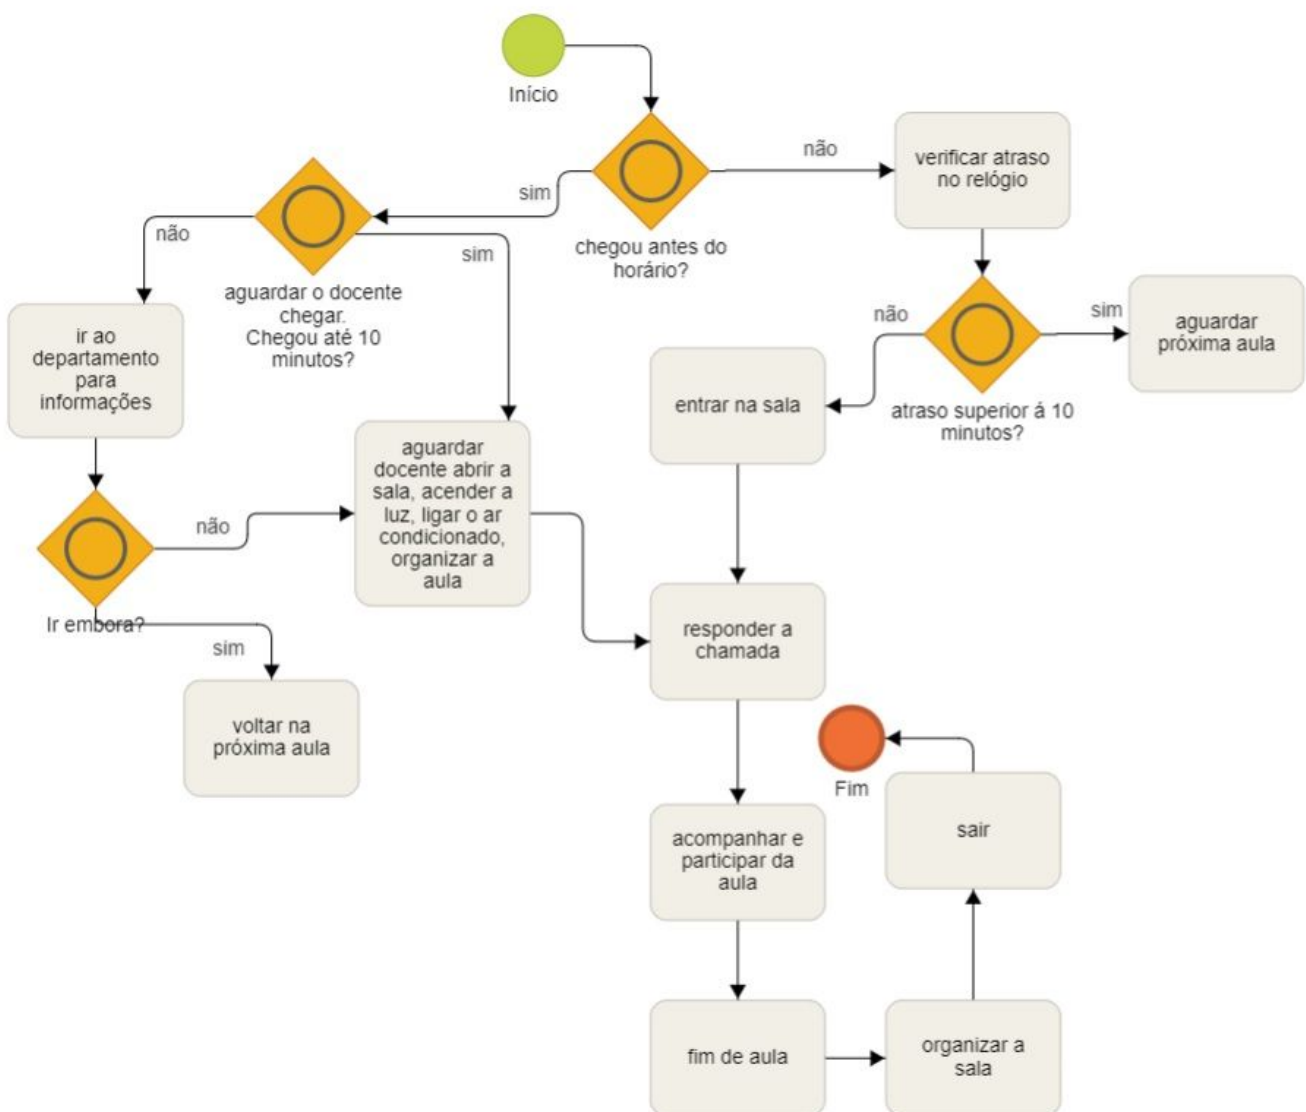 Início
não
sim
chegou antes do
horário?
verificar atraso
no relógio
não
sim
aguardar o docente
chegar.
Chegou até 10
minutos?
ir ao
departamento
para
informações
não
sim
atraso superior á 10
minutos?
aguardar
próxima aula
entrar na sala
aguardar
docente abrir a
sala, acender a
luz, ligar o ar
condicionado,
organizar a
aula
não
Ir embora?
sim
voltar na
próxima aula
responder a
chamada
acompanhar e
participar da
aula
fim de aula
organizar a
sala
sair
Fim